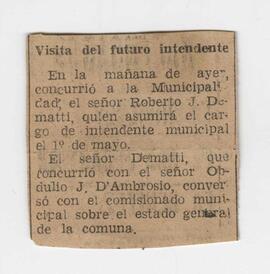 Visita del futuro intendente
En la mañana de ayer,
concurrió a la Municipali
dad, el señor Roberto J. De-
matti, quien asumirá el car-
go de intendente municipal
el 1º de mayo.
El señor Dematti, que
concurrió con el señor Ob-
dulio J. D'Ambrosio, conver
só con el comisionado muni-
cipal sobre el estado general
de la comuna.